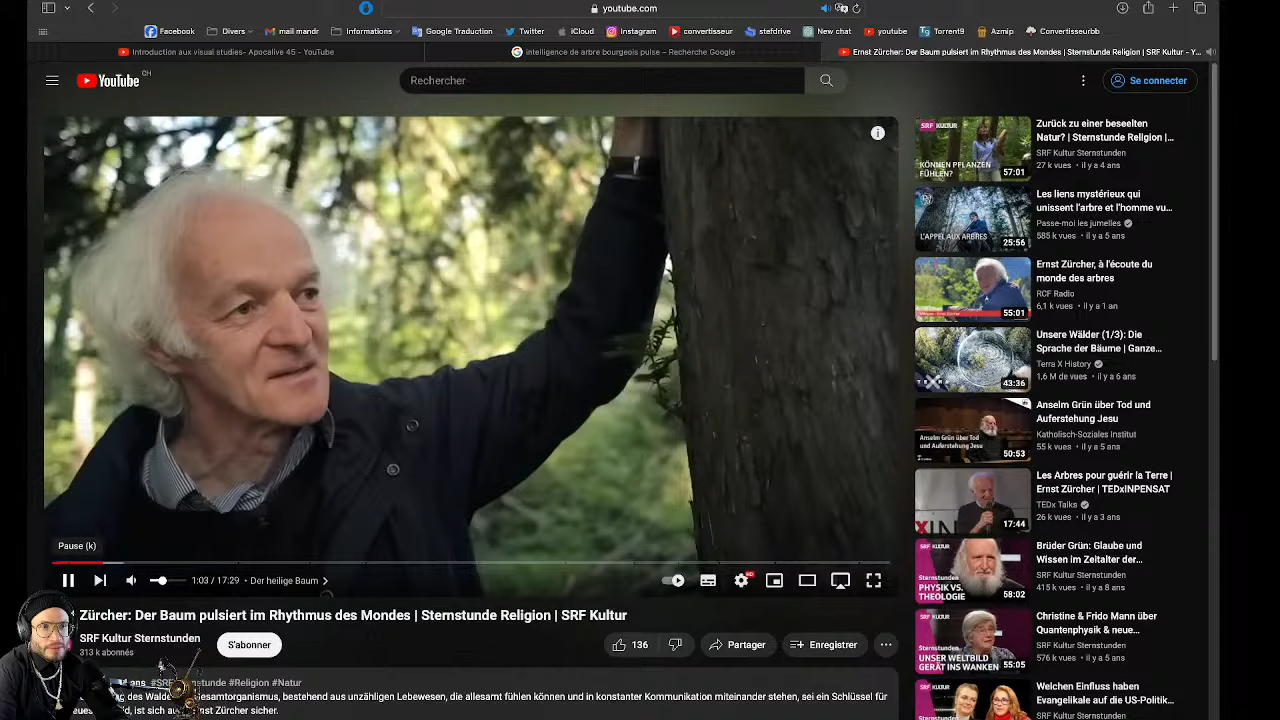 youtube.com
Facebook
Divers
mail mandr
Informations
Google Traduction
Twitter
iCloud
Instagram
convertisseur
stefdrive
New chat
youtube
Torrent9
Azmip
Convertisseurb
Introduction aux visual studies- Apocalive 45 - YouTube
intelligence de arbre bourgeois pulse – Recherche Google
Ernst Zürcher: Der Baum pulsiert im Rhythmus des Mondes | Sternstunde Religion | SRF Kultur - Y...
YouTube CH
Rechercher
Se connecter
Pause (k)
1:03 / 17:29 • Der heilige Baum
HD
Zürcher: Der Baum pulsiert im Rhythmus des Mondes | Sternstunde Religion | SRF Kultur
SRF Kultur Sternstunden
313 k abonnés
S'abonner
136
Partager
Enregistrer
#Religion #Natur
des Walde
organismus, bestehend aus unzähligen Lebewesen, die allesamt fühlen können und in konstanter Kommunikation miteinander stehen, sei ein Schlüssel für
ist sich
Ernst Zürcher sicher.
SRF KULTUR
KÖNNEN PFLANZEN
FÜHLEN?
57:01
Zurück zu einer beseelten
Natur? | Sternstunde Religion |...
SRF Kultur Sternstunden
27 k vues • il y a 4 ans
L'APPEL AUX ARBRES
25:56
Les liens mystérieux qui
unissent l'arbre et l'homme vu...
Passe-moi les jumelles
585 k vues • il y a 5 ans
55:01
Ernst Zürcher, à l'écoute du
monde des arbres
RCF Radio
6,1 k vues • il y a 1 an
43:36
Unsere Wälder (1/3): Die
Sprache der Bäume | Ganze...
Terra X History
1,6 M de vues • il y a 6 ans
Anselm Grün über Tod
und Auferstehung Jesu
50:53
Anselm Grün über Tod und
Auferstehung Jesu
Katholisch-Soziales Institut
55 k vues • il y a 5 ans
17:44
Les Arbres pour guérir la Terre |
Ernst Zürcher | TEDxINPENSAT
TEDx Talks
26 k vues • il y a 3 ans
SRF KULTUR
Sternstunden
PHYSIK VS.
THEOLOGIE
58:02
Brüder Grün: Glaube und
Wissen im Zeitalter der...
SRF Kultur Sternstunden
415 k vues • il y a 8 ans
SRF KULTUR
Sternstunden
UNSER WELTBILD
GERÄT INS WANKEN
55:05
Christine & Frido Mann über
Quantenphysik & neue...
SRF Kultur Sternstunden
576 k vues • il y a 5 ans
SRF KULTUR
Welchen Einfluss haben
Evangelikale auf die US-Politik...
SRF Kultur Sternstunden